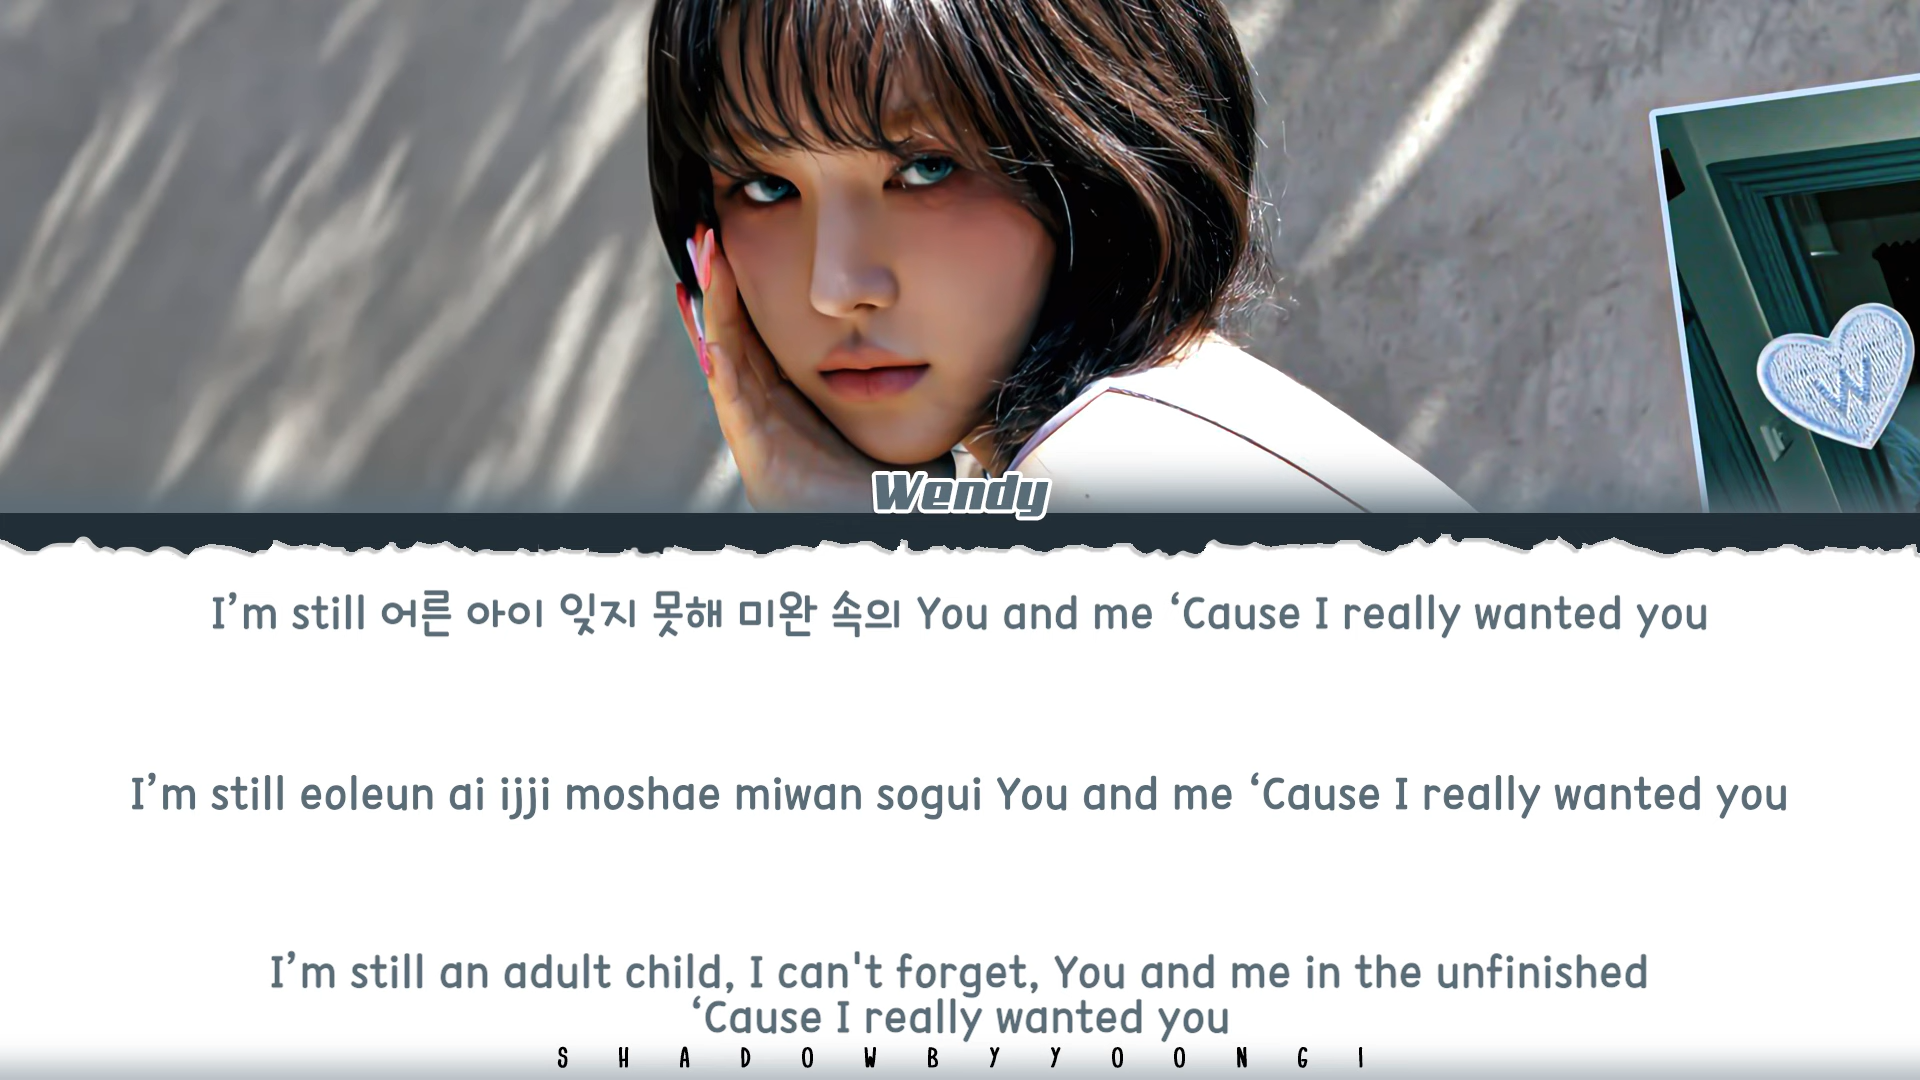 W
Wendy
I’m still 어른 아이 잊지 못해 미완 속의 You and me ‘Cause I really wanted you
I’m still eoleun ai ijji moshae miwan sogui You and me ‘Cause I really wanted you
I’m still an adult child, I can't forget, You and me in the unfinished
‘Cause I really wanted you
SHADOWBYYOONGI